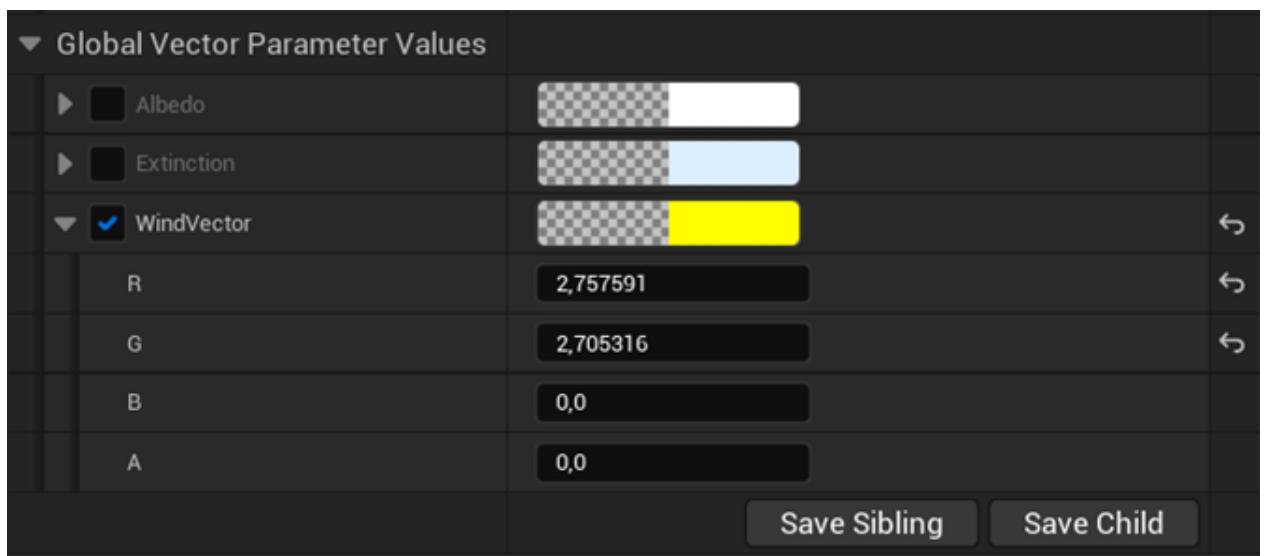 Global Vector Parameter Values
Albedo
Extinction
WindVector
R 2,757591
G 2,705316
B 0,0
A 0,0
Save Sibling Save Child